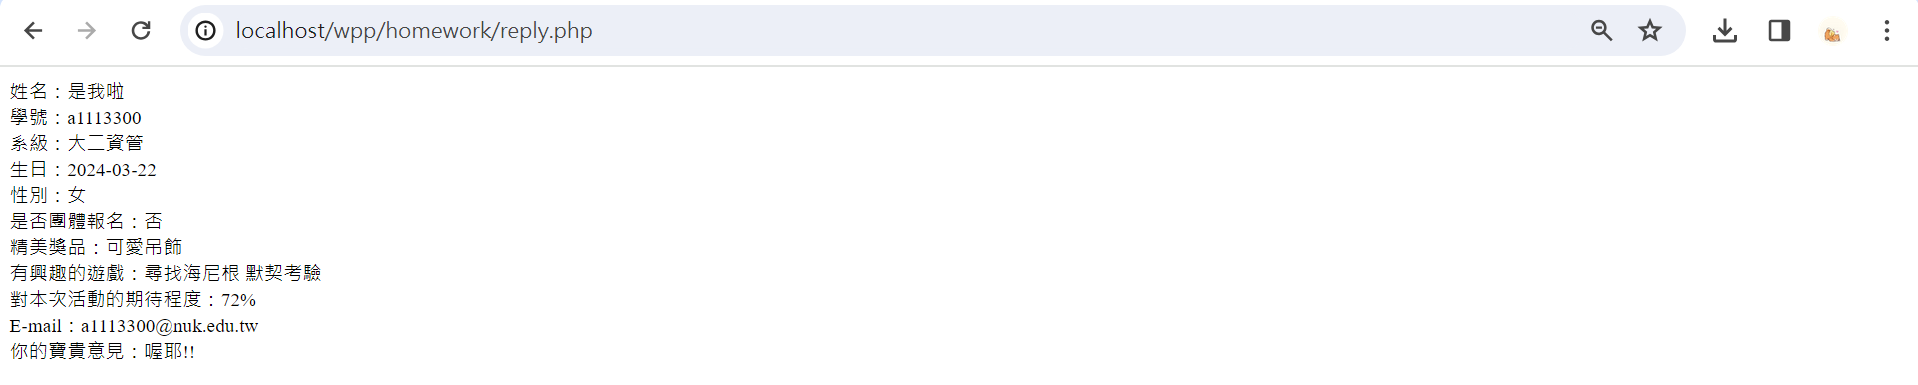 localhost/wpp/homework/reply.php
姓名：是我啦
學號：a1113300
系級：大二資管
生日：2024-03-22
性別：女
是否團體報名：否
精美獎品：可愛吊飾
有興趣的遊戲：尋找海尼根 默契考驗
對本次活動的期待程度：72%
E-mail：a1113300@nuk.edu.tw
你的寶貴意見：喔耶!!